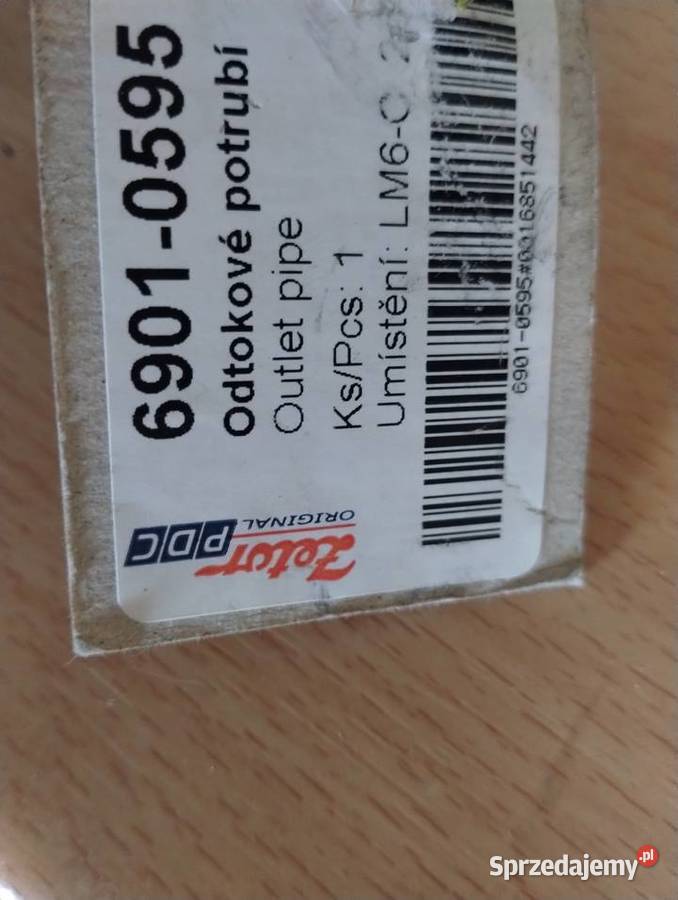 6901-0595
Odtokové potrubí
Outlet pipe
Ks/Pcs: 1
Umístění: LM6-C
6901-0595#0016851442
Zetor
ORIGINAL
PDC
Sprzedajemy.pl